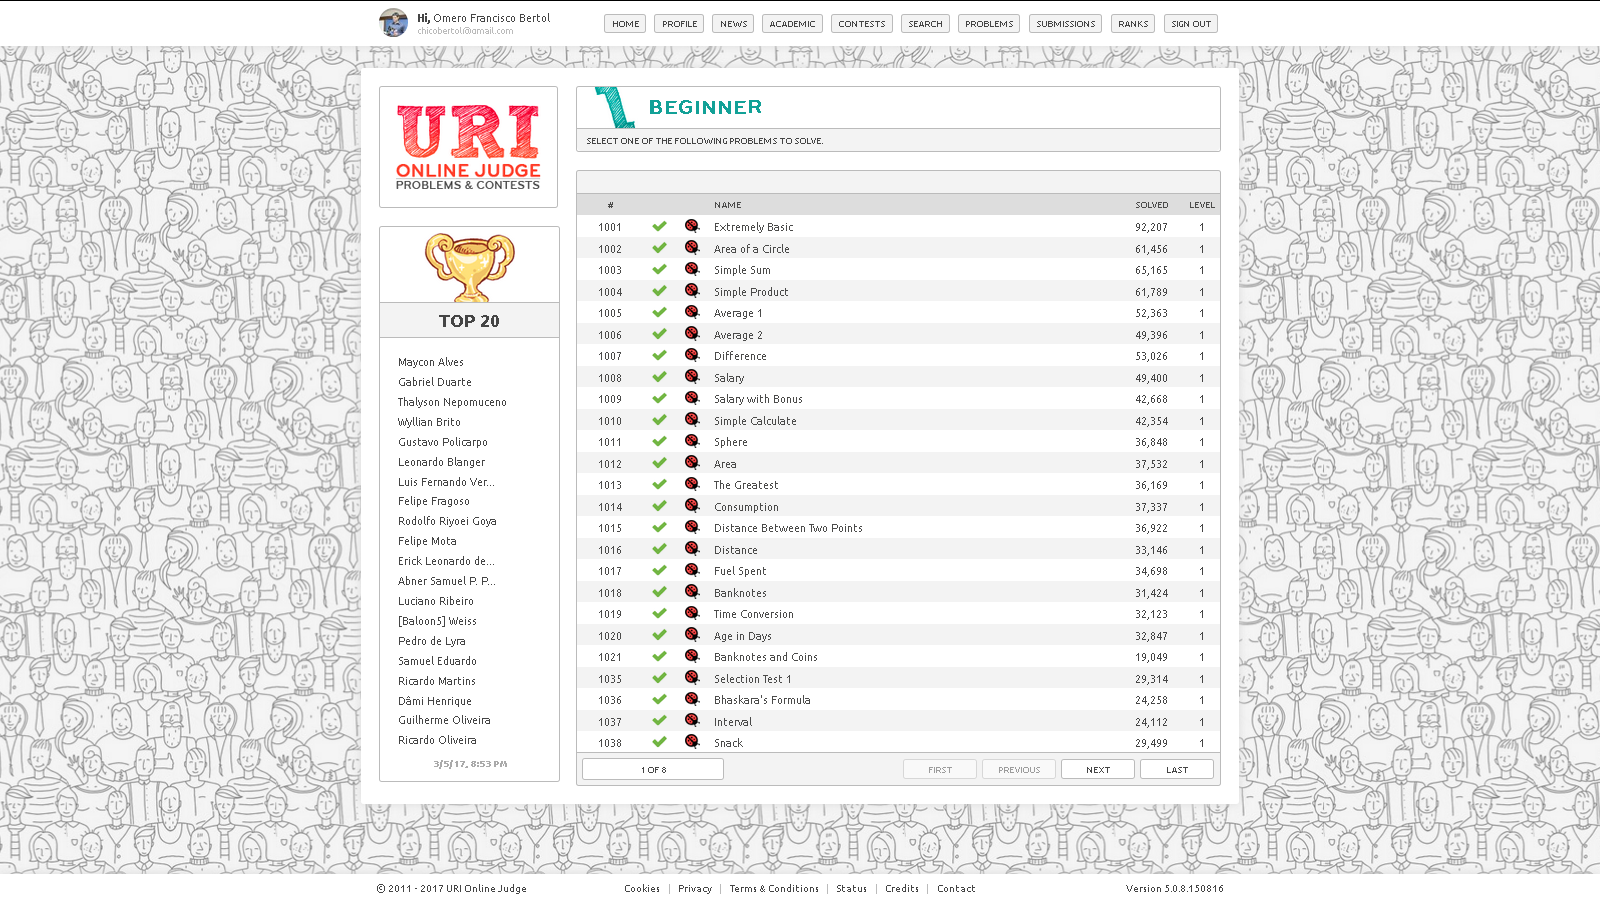 Hi, Omero Francisco Bertol
chicobertol@gmail.com
HOME PROFILE NEWS ACADEMIC CONTESTS SEARCH PROBLEMS SUBMISSIONS RANKS SIGN OUT
URI
ONLINE JUDGE
PROBLEMS & CONTESTS
TOP 20
Maycon Alves
Gabriel Duarte
Thalyson Nepomuceno
Wyllian Brito
Gustavo Policarpo
Leonardo Blanger
Luis Fernando Ver...
Felipe Fragoso
Rodolfo Riyoei Goya
Felipe Mota
Erick Leonardo de...
Abner Samuel P. P...
Luciano Ribeiro
[Baloon5] Weiss
Pedro de Lyra
Samuel Eduardo
Ricardo Martins
Dâmi Henrique
Guilherme Oliveira
Ricardo Oliveira
3/5/17, 8:53 PM
BEGINNER
SELECT ONE OF THE FOLLOWING PROBLEMS TO SOLVE.
# NAME SOLVED LEVEL
1001 Extremely Basic 92,207 1
1002 Area of a Circle 61,456 1
1003 Simple Sum 65,165 1
1004 Simple Product 61,789 1
1005 Average 1 52,363 1
1006 Average 2 49,396 1
1007 Difference 53,026 1
1008 Salary 49,400 1
1009 Salary with Bonus 42,668 1
1010 Simple Calculate 42,354 1
1011 Sphere 36,848 1
1012 Area 37,532 1
1013 The Greatest 36,169 1
1014 Consumption 37,337 1
1015 Distance Between Two Points 36,922 1
1016 Distance 33,146 1
1017 Fuel Spent 34,698 1
1018 Banknotes 31,424 1
1019 Time Conversion 32,123 1
1020 Age in Days 32,847 1
1021 Banknotes and Coins 19,049 1
1035 Selection Test 1 29,314 1
1036 Bhaskara's Formula 24,258 1
1037 Interval 24,112 1
1038 Snack 29,499 1
1 OF 8 FIRST PREVIOUS NEXT LAST
© 2011 - 2017 URI Online Judge Cookies | Privacy | Terms & Conditions | Status | Credits | Contact Version 5.0.8.150816